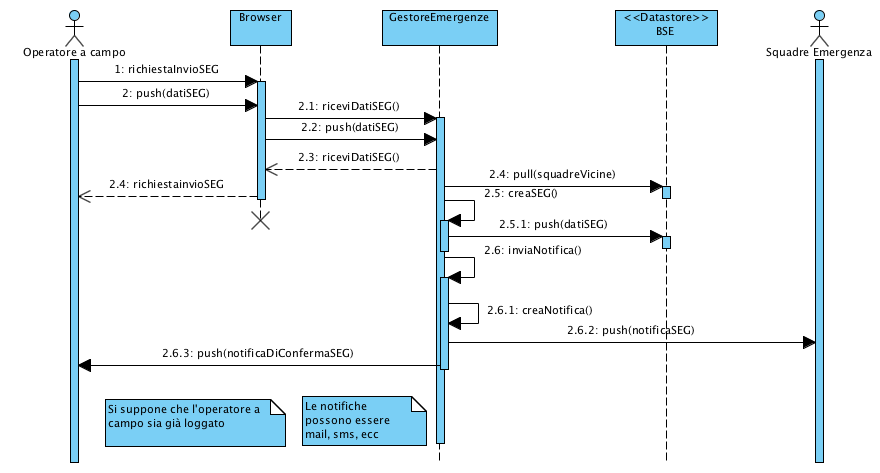 Operatore a campo
Browser
GestoreEmergenze
<<Datastore>>
BSE
Squadre Emergenza
1: richiestaInvioSEG
2: push(datiSEG)
2.1: riceviDatiSEG()
2.2: push(datiSEG)
2.3: riceviDatiSEG()
2.4: richiestainvioSEG
2.4: pull(squadreVicine)
2.5: creaSEG()
2.5.1: push(datiSEG)
2.6: inviaNotifica()
2.6.1: creaNotifica()
2.6.2: push(notificaSEG)
2.6.3: push(notificaDiConfermaSEG)
Si suppone che l'operatore a
campo sia già loggato
Le notifiche
possono essere
mail, sms, ecc